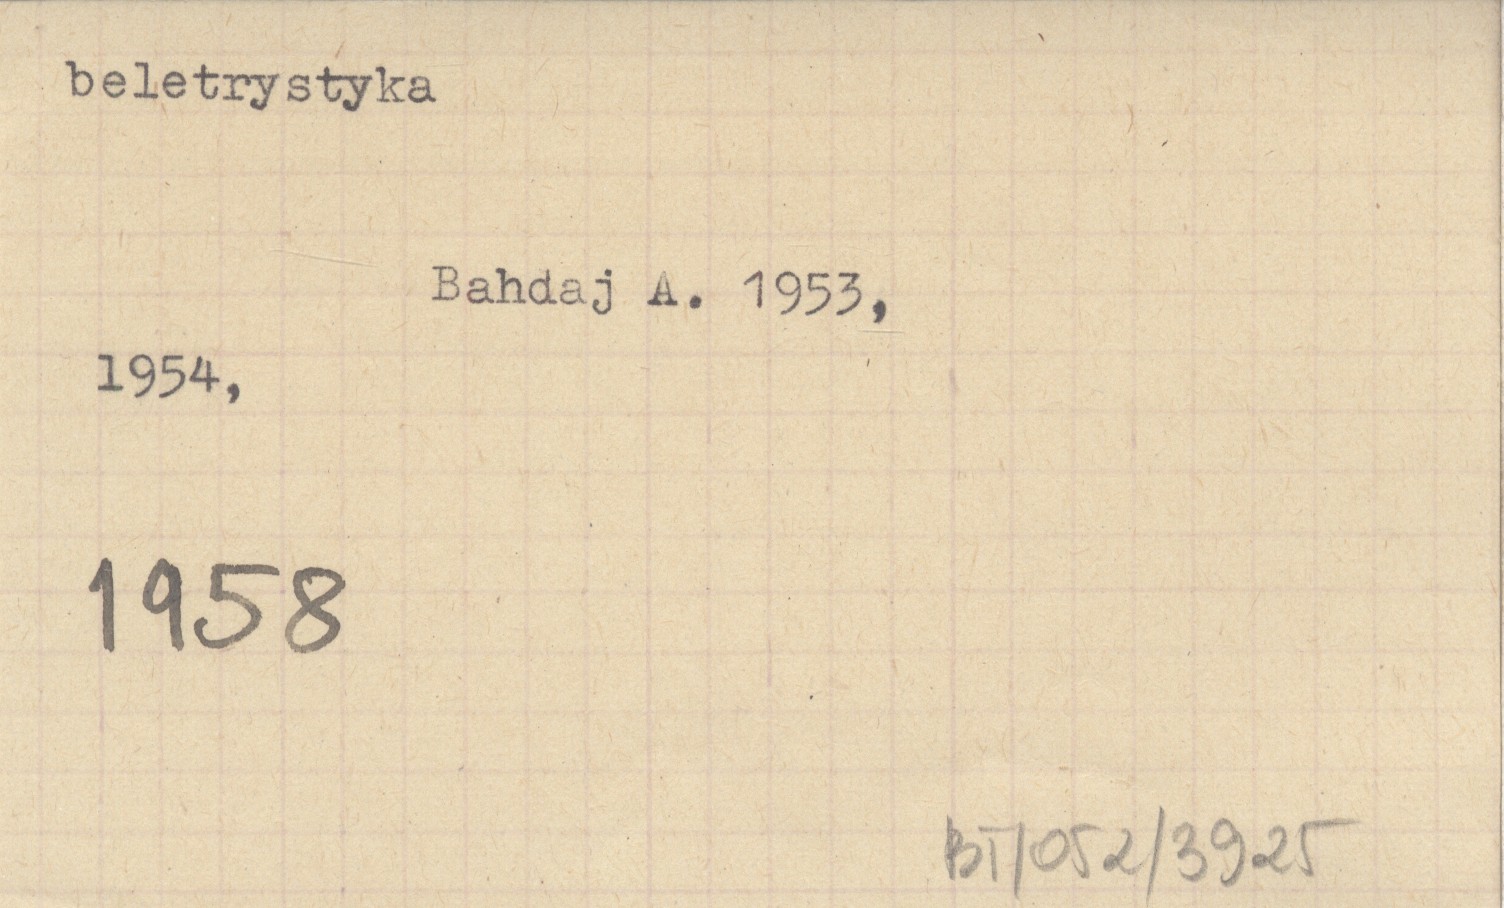 beletrystyka
Bahdaj A. 1953,
1954,
1958
BT/052/3925